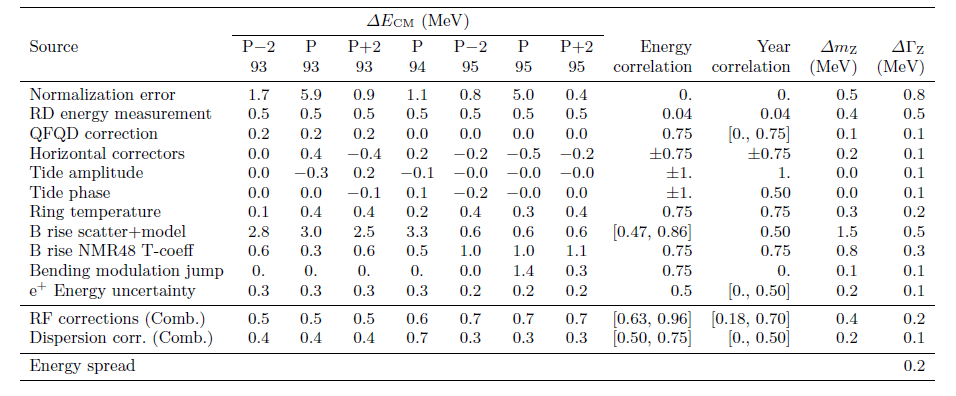 ΔE_CM (MeV)
Source P−2 P P+2 P P−2 P P+2 Energy Year Δm_Z ΔΓ_Z
93 93 93 94 95 95 95 correlation correlation (MeV) (MeV)
Normalization error 1.7 5.9 0.9 1.1 0.8 5.0 0.4 0. 0. 0.5 0.8
RD energy measurement 0.5 0.5 0.5 0.5 0.5 0.5 0.5 0.04 0.04 0.4 0.5
QFQD correction 0.2 0.2 0.2 0.0 0.0 0.0 0.0 0.75 [0., 0.75] 0.1 0.1
Horizontal correctors 0.0 0.4 −0.4 0.2 −0.2 −0.5 −0.2 ±0.75 ±0.75 0.2 0.1
Tide amplitude 0.0 −0.3 0.2 −0.1 −0.0 −0.0 −0.0 ±1. 1. 0.0 0.1
Tide phase 0.0 0.0 −0.1 0.1 −0.2 −0.0 0.0 ±1. 0.50 0.0 0.1
Ring temperature 0.1 0.4 0.4 0.2 0.4 0.3 0.4 0.75 0.75 0.3 0.2
B rise scatter+model 2.8 3.0 2.5 3.3 0.6 0.6 0.6 [0.47, 0.86] 0.50 1.5 0.5
B rise NMR48 T-coeff 0.6 0.3 0.6 0.5 1.0 1.0 1.1 0.75 0.75 0.8 0.3
Bending modulation jump 0. 0. 0. 0. 0.0 1.4 0.3 0.75 0. 0.1 0.1
e⁺ Energy uncertainty 0.3 0.3 0.3 0.3 0.2 0.2 0.2 0.5 [0., 0.50] 0.2 0.1
RF corrections (Comb.) 0.5 0.5 0.5 0.6 0.7 0.7 0.7 [0.63, 0.96] [0.18, 0.70] 0.4 0.2
Dispersion corr. (Comb.) 0.4 0.4 0.4 0.7 0.3 0.3 0.3 [0.50, 0.75] [0., 0.50] 0.2 0.1
Energy spread 0.2